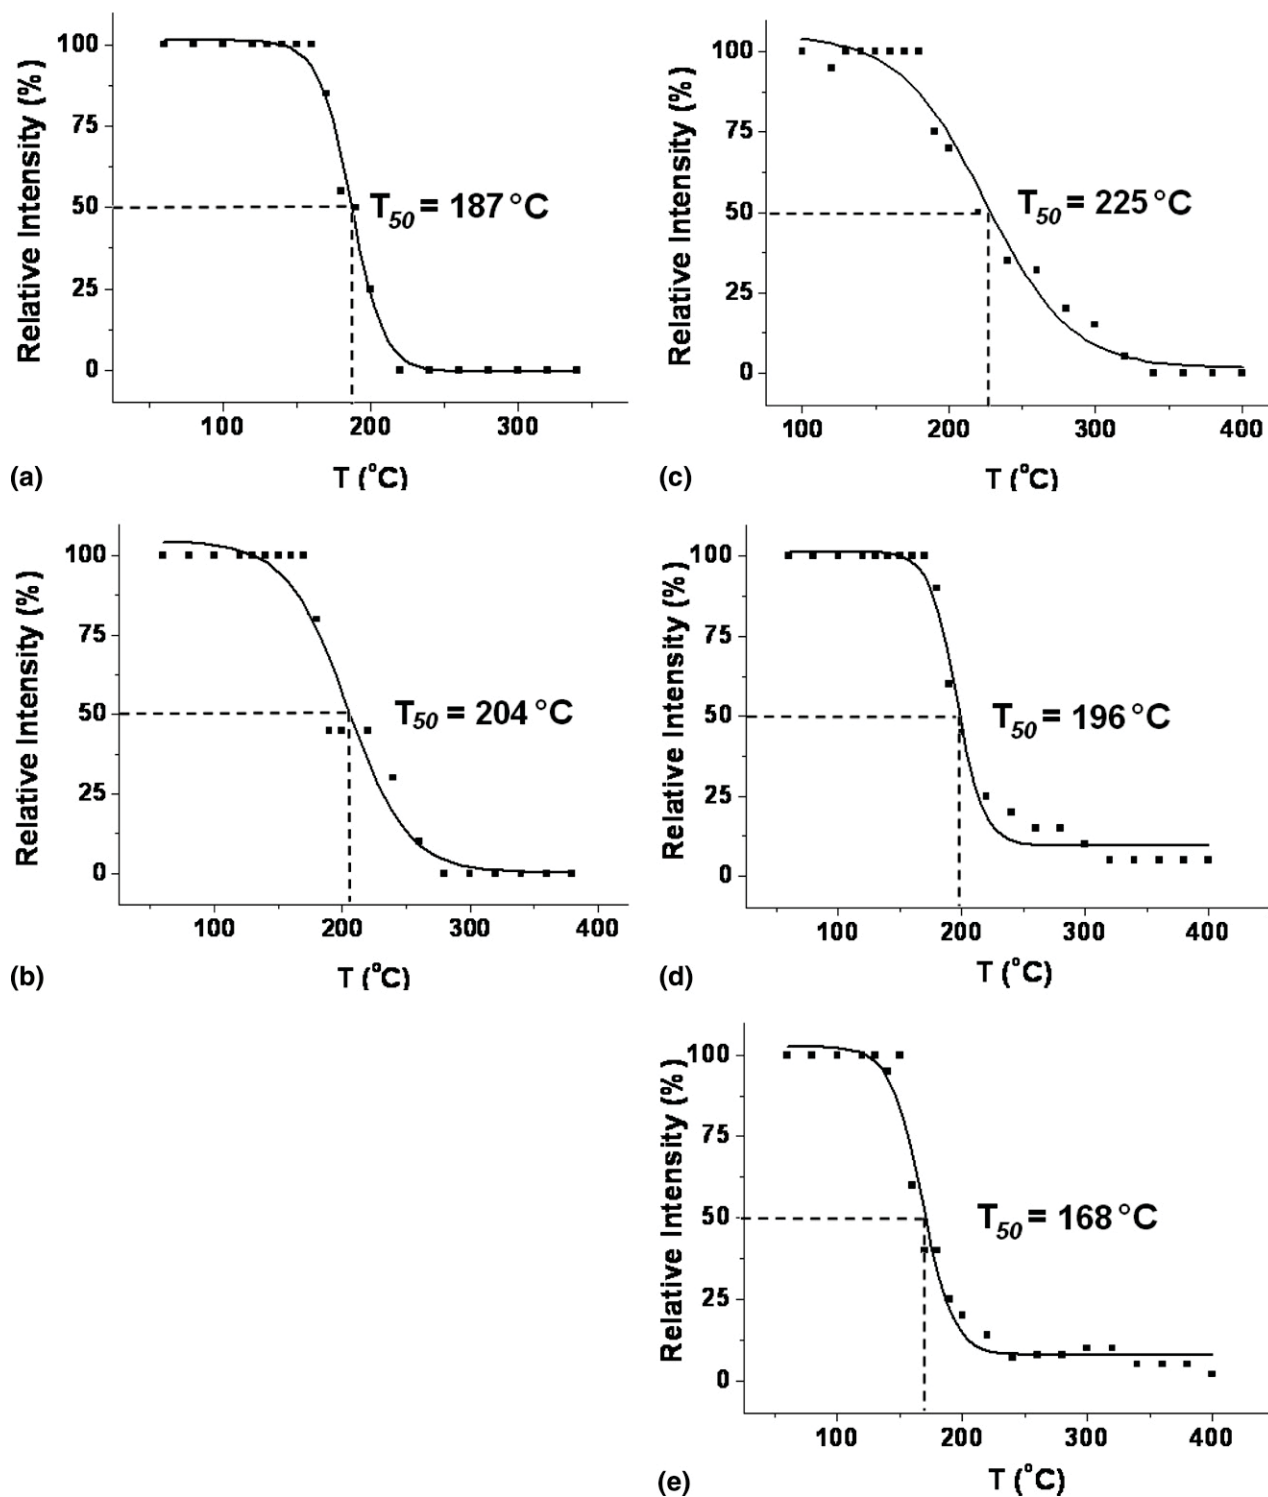 Relative Intensity (%)
100
75
50
25
0
T50 = 187 °C
100
200
300
T (°C)
(a)
Relative Intensity (%)
100
75
50
25
0
T50 = 225 °C
100
200
300
400
T (°C)
(c)
Relative Intensity (%)
100
75
50
25
0
T50 = 204 °C
100
200
300
400
T (°C)
(b)
Relative Intensity (%)
100
75
50
25
0
T50 = 196 °C
100
200
300
400
T (°C)
(d)
Relative Intensity (%)
100
75
50
25
0
T50 = 168 °C
100
200
300
400
T (°C)
(e)